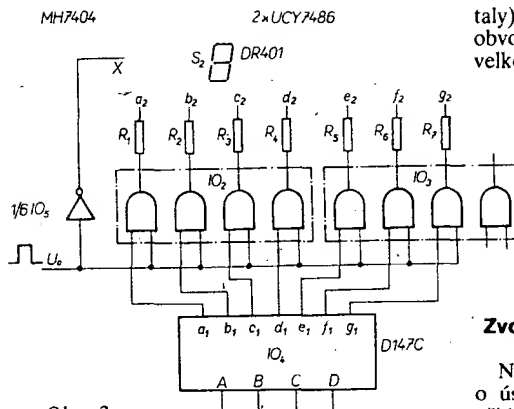 MH7404 2×UCY7486
taly)
obvo
velk
X
S₂ DR401
a₂ b₂ c₂ d₂ e₂ f₂ g₂
R₁ R₂ R₃ R₄ R₅ R₆ R₇
IO₂ IO₃
1/6 IO₅
U₀
a₁ b₁ c₁ d₁ e₁ f₁ g₁
D147C
IO₄
A B C D
Zvo
N
o ús